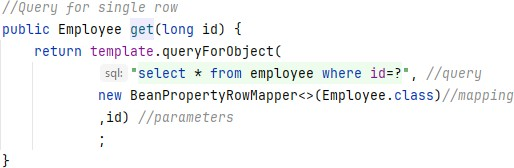 //Query for single row
public Employee get(long id) {
return template.queryForObject(
sql: "select * from employee where id=?", //query
new BeanPropertyRowMapper<>(Employee.class)//mapping
,id) //parameters
;
}